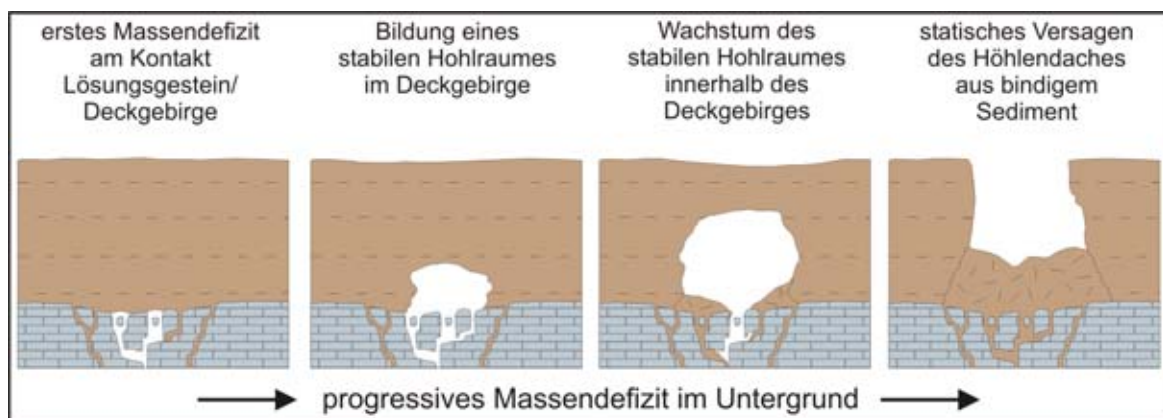 erstes Massendefizit
am Kontakt
Lösungsgestein/
Deckgebirge
Bildung eines
stabilen Hohlraumes
im Deckgebirge
Wachstum des
stabilen Hohlraumes
innerhalb des
Deckgebirges
statisches Versagen
des Höhlendaches
aus bindigem
Sediment
progressives Massendefizit im Untergrund